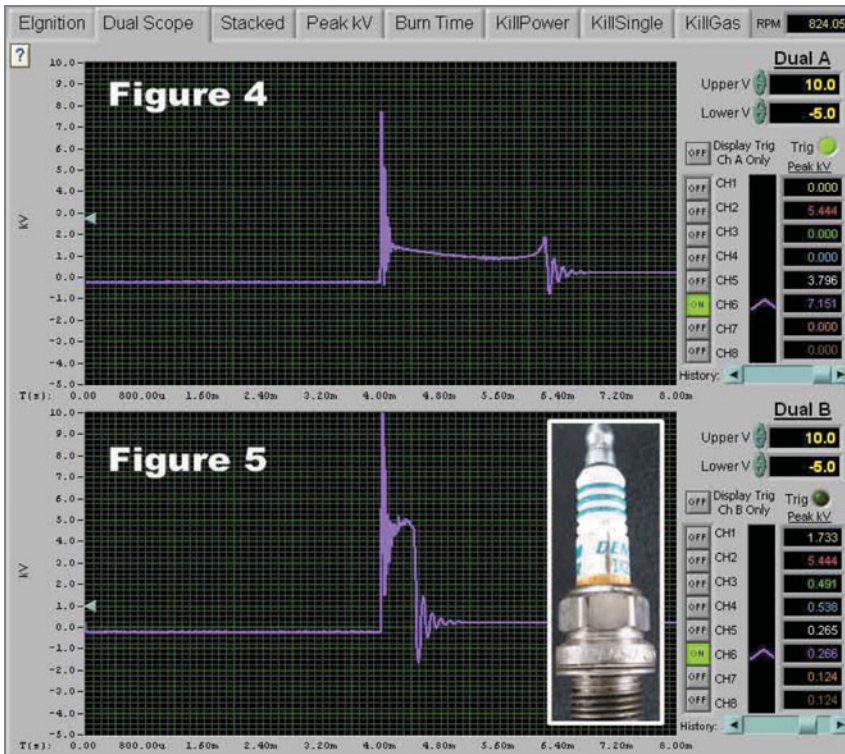 EIgnition Dual Scope Stacked Peak kV Burn Time KillPower KillSingle KillGas RPM 824.05
?
Figure 4
kV
10.0
9.0
8.0
7.0
6.0
5.0
4.0
3.0
2.0
1.0
0.0
-1.0
-2.0
-3.0
-4.0
-5.0
T(s): 0.00 800.00u 1.60m 2.40m 3.20m 4.00m 4.80m 5.60m 6.40m 7.20m 8.00m
Dual A
Upper V 10.0
Lower V -5.0
OFF Display Trig Ch A Only Trig
Peak kV
OFF CH1 0.000
OFF CH2 5.444
OFF CH3 0.000
OFF CH4 0.000
OFF CH5 3.796
ON CH6 7.151
OFF CH7 0.000
OFF CH8 0.000
History:
Figure 5
kV
10.0
9.0
8.0
7.0
6.0
5.0
4.0
3.0
2.0
1.0
0.0
-1.0
-2.0
-3.0
-4.0
-5.0
T(s): 0.00 800.00u 1.60m 2.40m 3.20m 4.00m 4.80m 5.60m 6.40m 7.20m 8.00m
DEN
Dual B
Upper V 10.0
Lower V -5.0
OFF Display Trig Ch B Only Trig
Peak kV
OFF CH1 1.733
OFF CH2 5.444
OFF CH3 0.491
OFF CH4 0.538
OFF CH5 0.265
ON CH6 0.266
OFF CH7 0.124
OFF CH8 0.124
History: